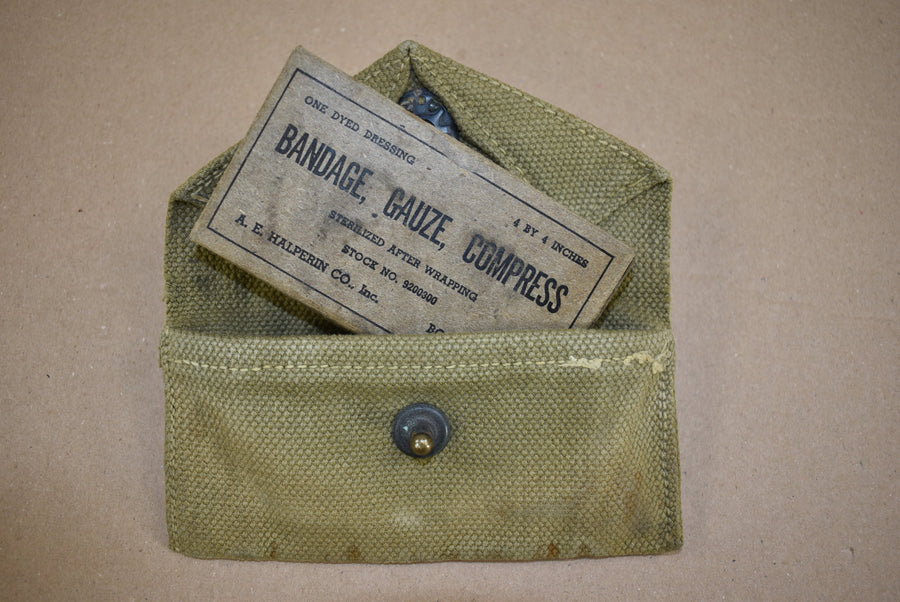 ONE DYED DRESSING
4 BY 4 INCHES
BANDAGE, GAUZE, COMPRESS
STERILIZED AFTER WRAPPING
STOCK NO. 9200300
A. E. HALPERIN CO., Inc.